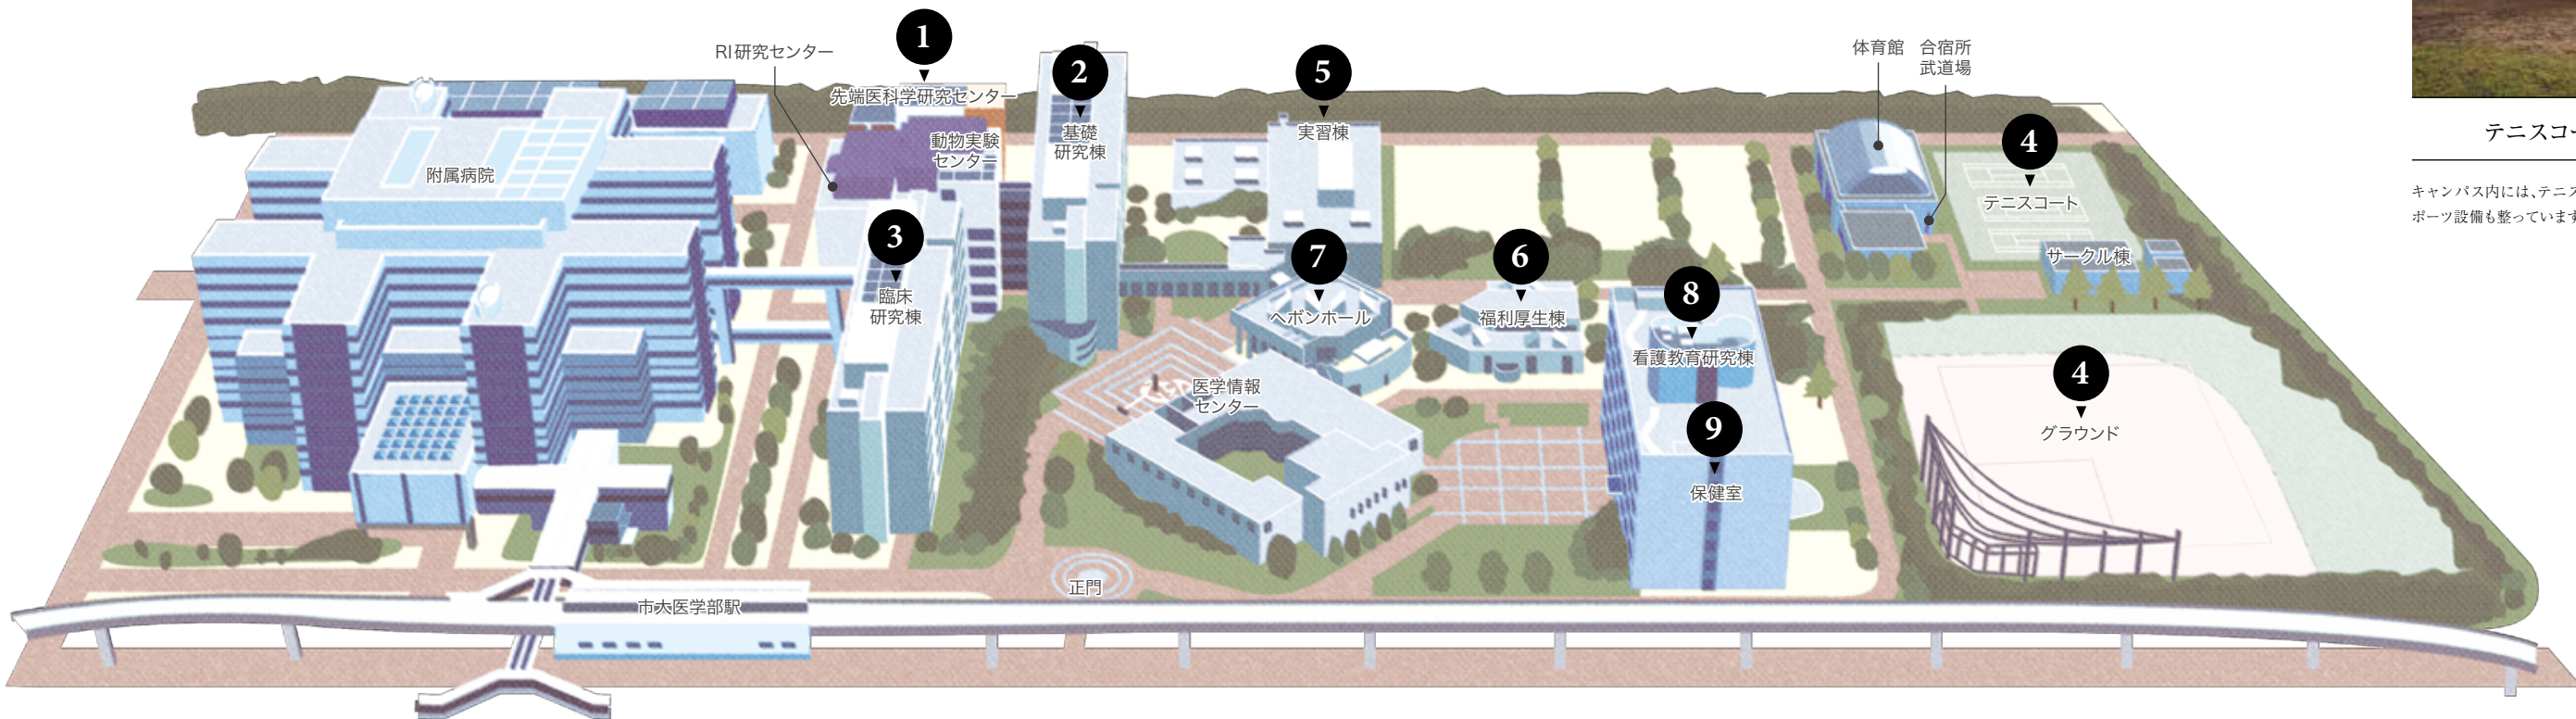 1
RI研究センター
先端医科学研究センター
動物実験
センター
2
基礎
研究棟
5
実習棟
体育館
合宿所
武道場
4
テニスコート
サークル棟
附属病院
3
臨床
研究棟
7
ヘボンホール
6
福利厚生棟
8
看護教育研究棟
9
保健室
医学情報
センター
4
グラウンド
正門
市大医学部駅
テニスコー
キャンパス内には、テニス
ポーツ設備も整っています